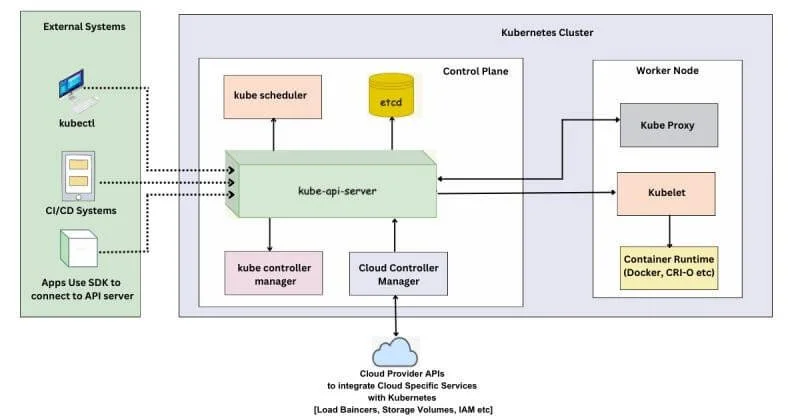 External Systems
kubectl
CI/CD Systems
Apps Use SDK to
connect to API server
Kubernetes Cluster
Control Plane
kube scheduler
etcd
kube-api-server
kube controller
manager
Cloud Controller
Manager
Worker Node
Kube Proxy
Kubelet
Container Runtime
(Docker, CRI-O etc)
Cloud Provider APIs
to integrate Cloud Specific Services
with Kubernetes
[Load Baincers, Storage Volumes, IAM etc]